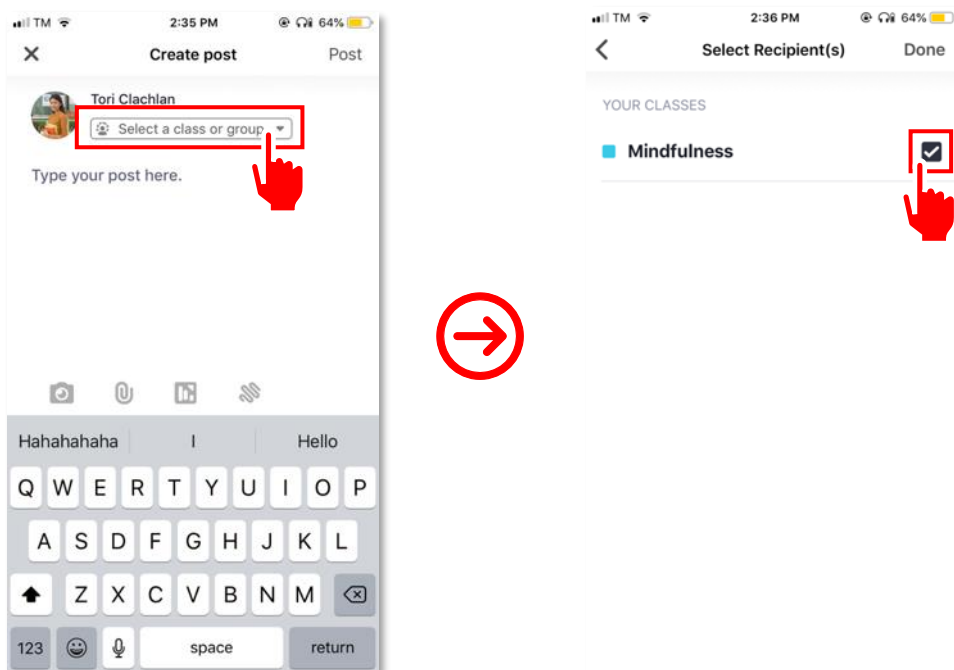 TM 2:35 PM 64%
Create post Post
Tori Clachlan
Select a class or group
Type your post here.
Hahahahaha I Hello
Q W E R T Y U I O P
A S D F G H J K L
Z X C V B N M
123 space return
TM 2:36 PM 64%
Select Recipient(s) Done
YOUR CLASSES
Mindfulness